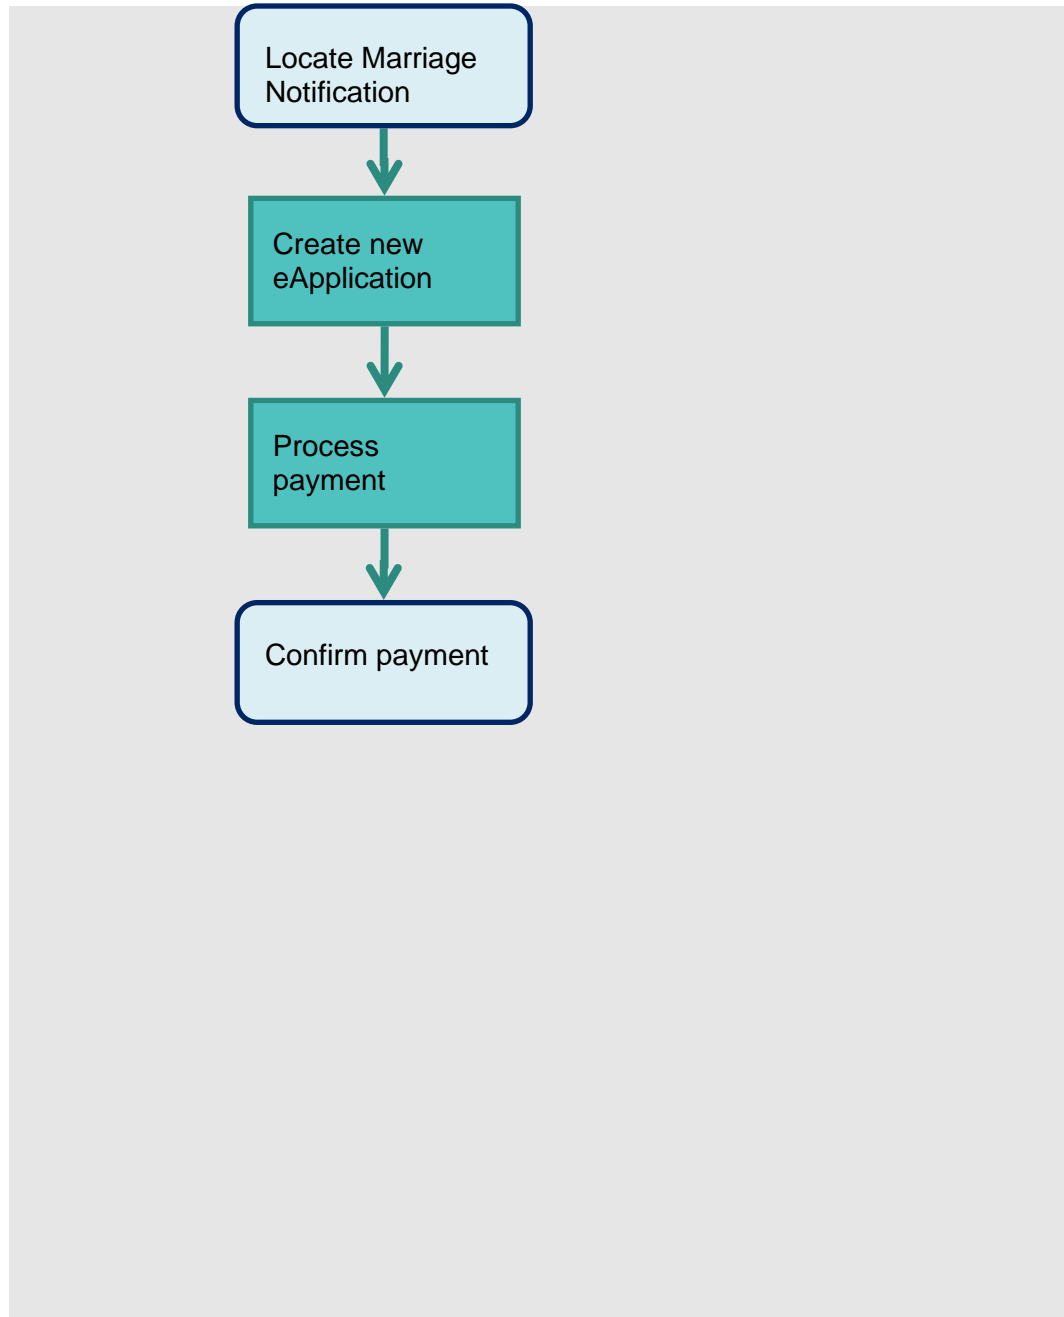 Locate Marriage
Notification
Create new
eApplication
Process
payment
Confirm payment